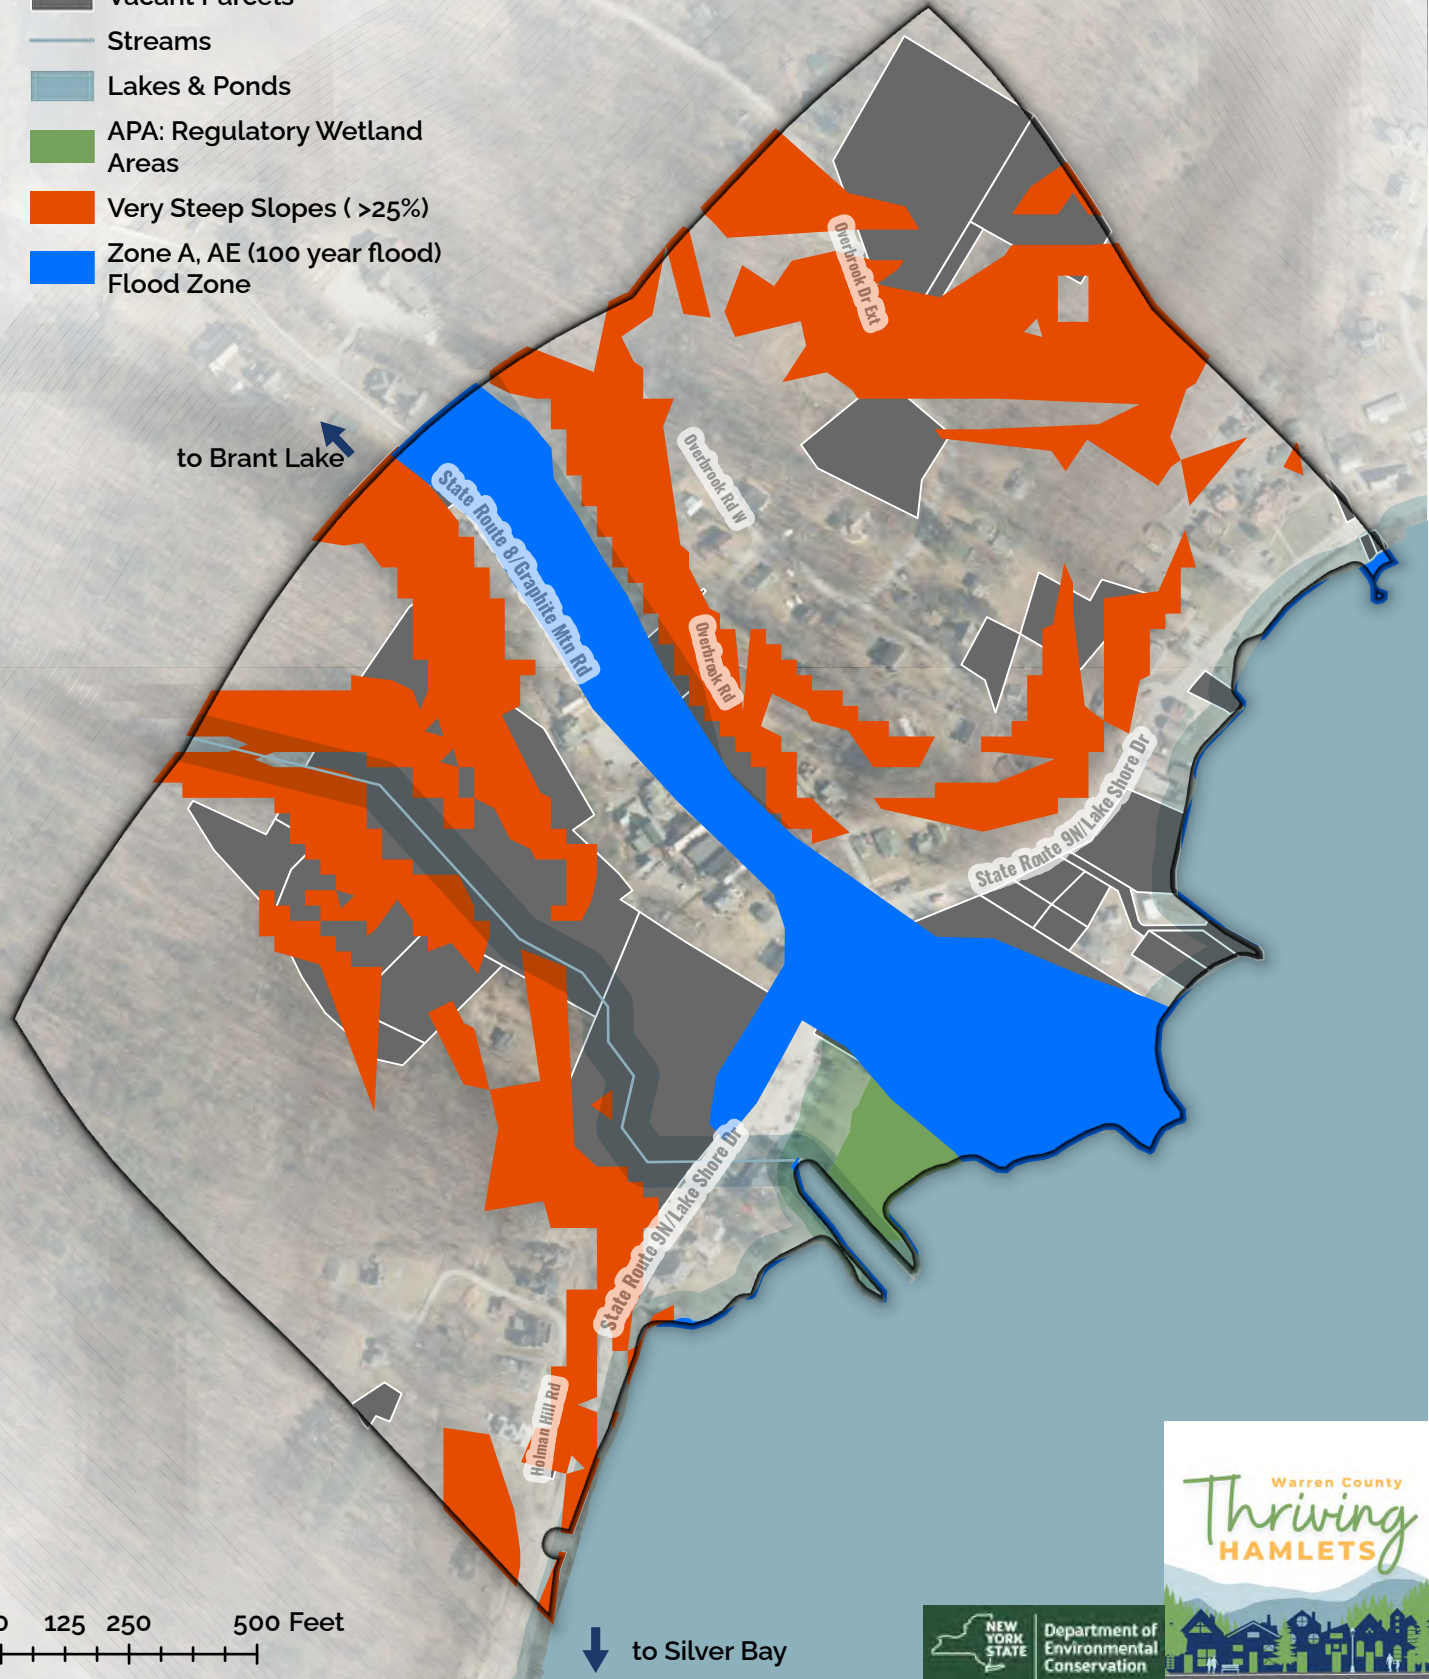 Vacant Parcels
Streams
Lakes & Ponds
APA: Regulatory Wetland
Areas
Very Steep Slopes ( >25%)
Zone A, AE (100 year flood)
Flood Zone
Overbrook Dr Ext
to Brant Lake
Overbrook Rd W
State Route 8/Graphite Mtn Rd
Overbrook Rd
State Route 9N/Lake Shore Dr
State Route 9N/Lake Shore Dr
Holman Hill Rd
Warren County
Thriving
HAMLETS
0 125 250 500 Feet
to Silver Bay
NEW
YORK
STATE
Department of
Environmental
Conservation